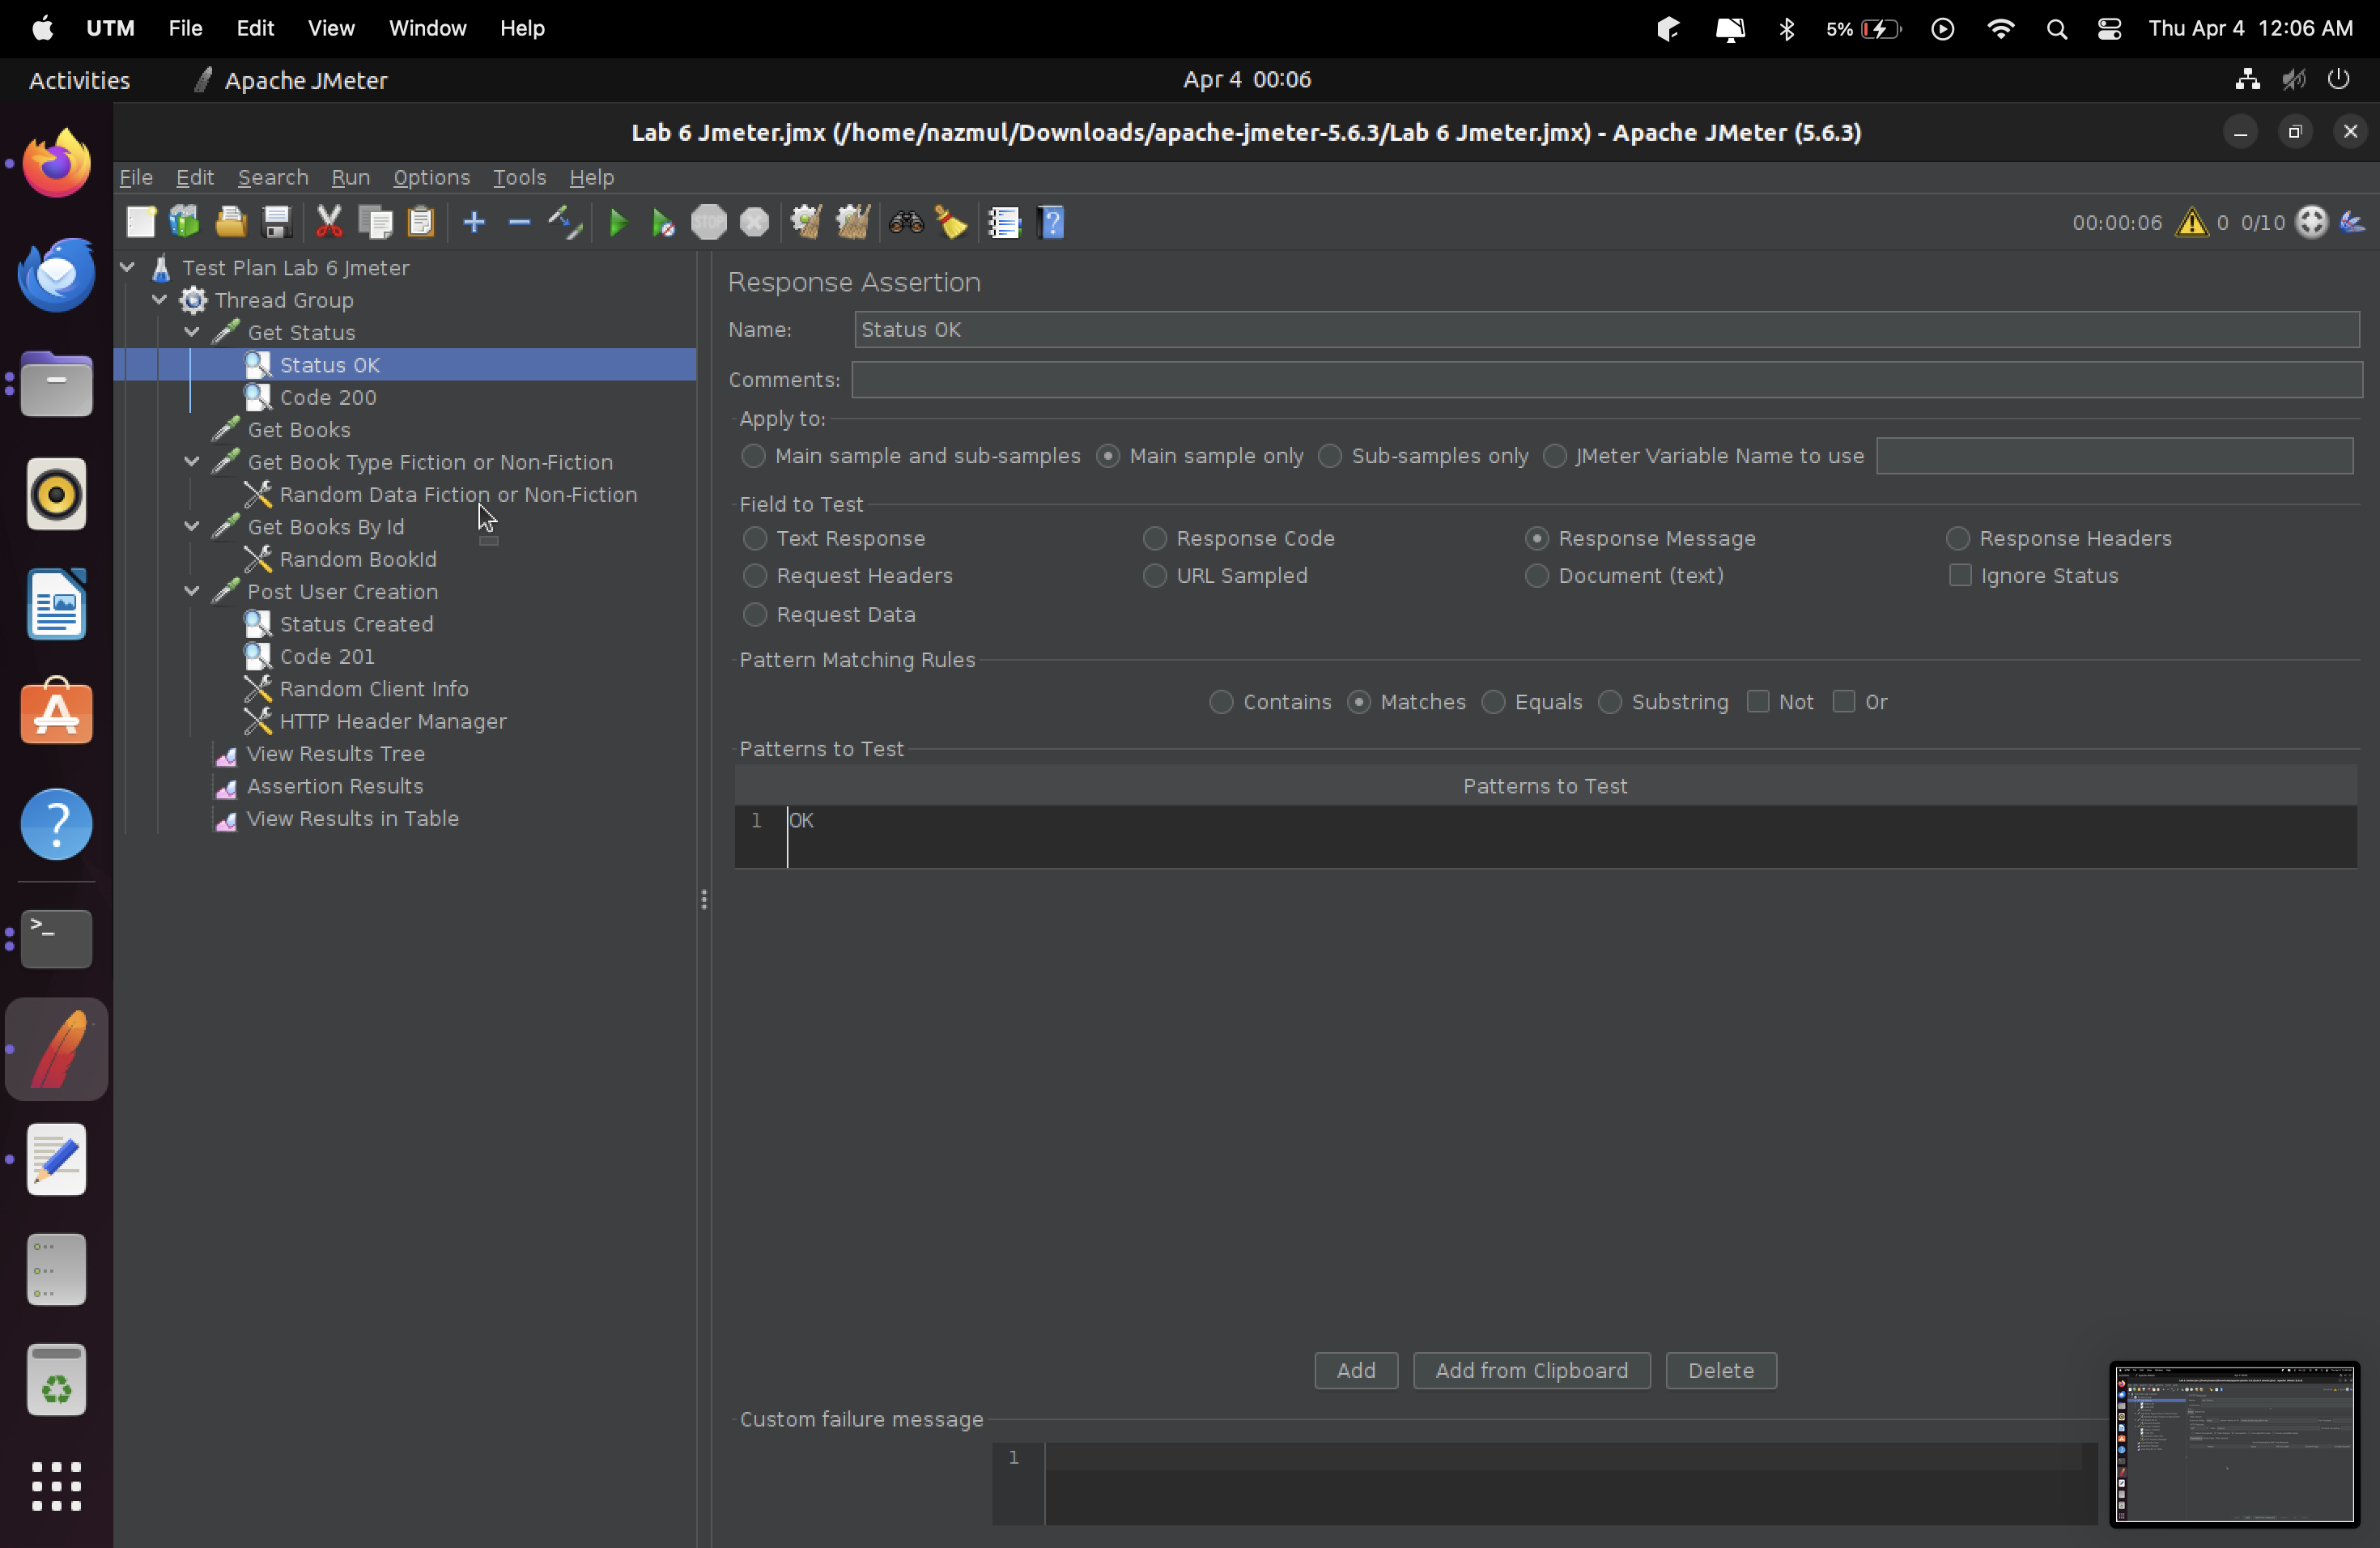 UTM File Edit View Window Help 5% Thu Apr 4 12:06 AM
Activities Apache JMeter Apr 4 00:06
Lab 6 Jmeter.jmx (/home/nazmul/Downloads/apache-jmeter-5.6.3/Lab 6 Jmeter.jmx) - Apache JMeter (5.6.3)
File Edit Search Run Options Tools Help
STOP 00:00:06 0 0/10
Test Plan Lab 6 Jmeter
Thread Group
Get Status
Status OK
Code 200
Get Books
Get Book Type Fiction or Non-Fiction
Random Data Fiction or Non-Fiction
Get Books By Id
Random BookId
Post User Creation
Status Created
Code 201
Random Client Info
HTTP Header Manager
View Results Tree
Assertion Results
View Results in Table
Response Assertion
Name: Status OK
Comments:
Apply to:
Main sample and sub-samples Main sample only Sub-samples only JMeter Variable Name to use
Field to Test
Text Response Response Code Response Message Response Headers
Request Headers URL Sampled Document (text) Ignore Status
Request Data
Pattern Matching Rules
Contains Matches Equals Substring Not Or
Patterns to Test
Patterns to Test
1 OK
Add Add from Clipboard Delete
Custom failure message
1